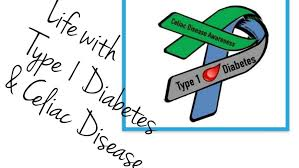 Life with
Type 1 Diabetes
& Celiac Disease
Celiac Disease Awareness
Type 1
Diabetes